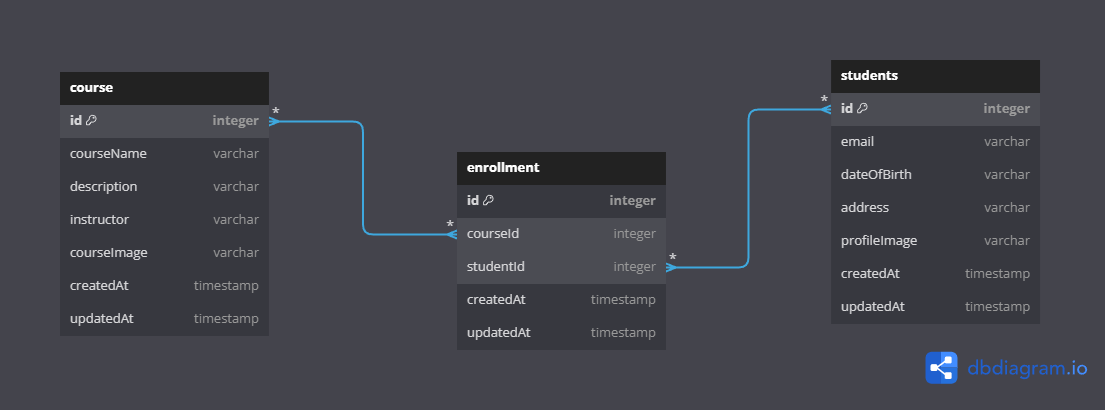 course
id integer
courseName varchar
description varchar
instructor varchar
courseImage varchar
createdAt timestamp
updatedAt timestamp
*
*
enrollment
id integer
courseId integer
studentId integer
createdAt timestamp
updatedAt timestamp
*
*
students
id integer
email varchar
dateOfBirth varchar
address varchar
profileImage varchar
createdAt timestamp
updatedAt timestamp
dbdiagram.io